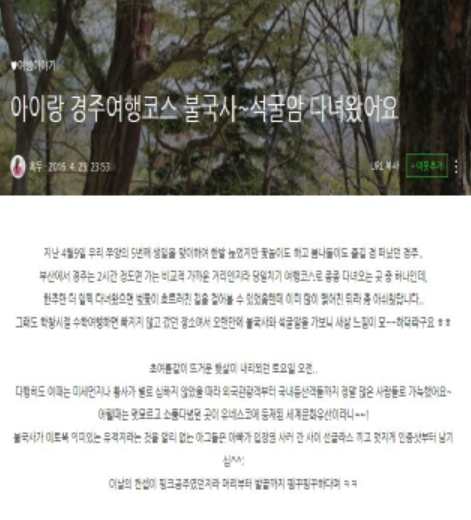 ♥여행이야기
아이랑 경주여행코스 불국사~석굴암 다녀왔어요
2016. 4. 25. 23:53
URL 복사
+이웃추가
지난 4월9일 우리 쭈양의 5번째 생일을 맞이하여 한발 늦었지만 꽃놀이도 하고 봄나들이도 즐길 겸 떠났던 경주..
부산에서 경주는 2시간 정도면 가는 비교적 가까운 거리인지라 당일치기 여행코스로 종종 다녀오는 곳 중 하나인데,
한주만 더 일찍 다녀왔으면 벚꽃이 흐드러진 길을 걸어볼 수 있었을텐데 이미 많이 떨어진 뒤라 좀 아쉬웠답니다..
그래도 학창시절 수학여행하면 빠지지 않고 갔던 장소여서 오랜만에 불국사와 석굴암을 가보니 새삼 느낌이 모~~하더라구요 ㅎㅎ
초여름같이 뜨거운 햇살이 내리쬐던 토요일 오전..
다행히도 이때는 미세먼지나 황사가 별로 심하지 않았을 때라 외국관광객부터 국내등산객들까지 정말 많은 사람들로 가득했어요~
어릴때는 멋모르고 소풍다녔던 곳이 유네스코에 등재된 세계문화유산이라니~~!
불국사가 이토록 의미있는 유적지라는 것을 알리 없는 아그들은 아빠가 입장권 사러 간 사이 선글라스 끼고 멋지게 인증샷부터 남기
심^^;
이날의 컨셉이 핑크공주였던지라 머리부터 발끝까지 핑꾸핑꾸하다며 ㅋㅋ